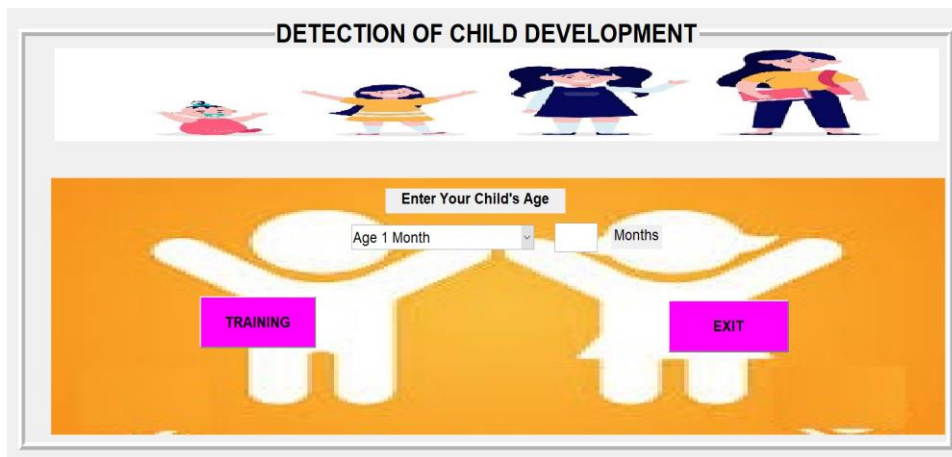 DETECTION OF CHILD DEVELOPMENT
Enter Your Child's Age
Age 1 Month
Months
TRAINING
EXIT